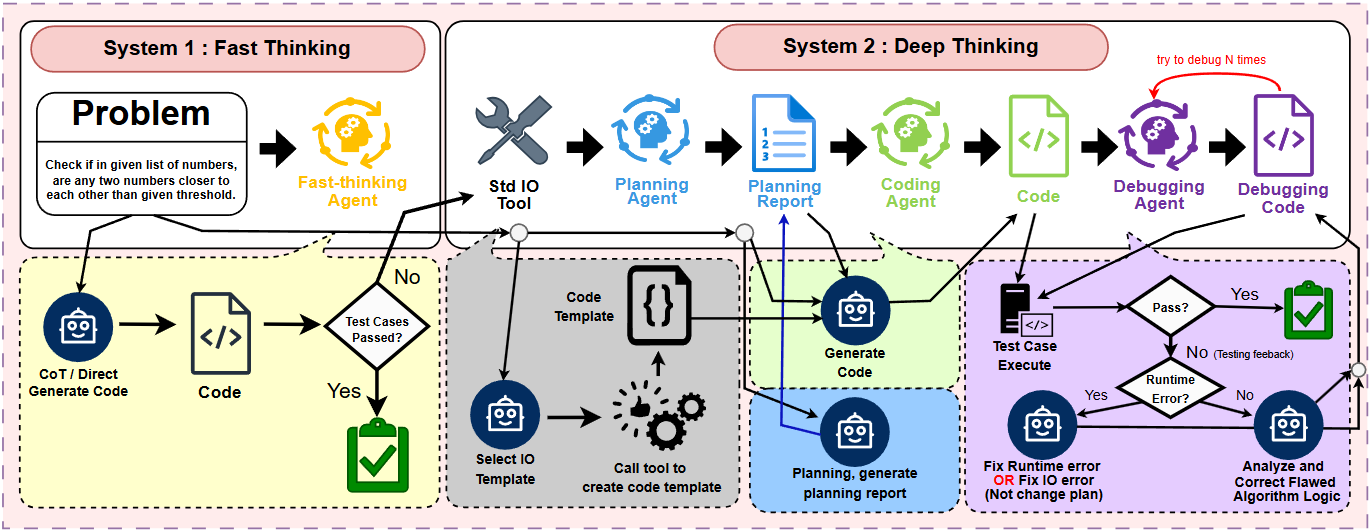 System 1 : Fast Thinking
System 2 : Deep Thinking
try to debug N times
Problem
Check if in given list of numbers,
are any two numbers closer to
each other than given threshold.
Fast-thinking
Agent
Std IO
Tool
Planning
Agent
1
2
3
Planning
Report
Coding
Agent
</>
Code
Debugging
Agent
</>
Debugging
Code
No
CoT / Direct
Generate Code
</>
Code
Test Cases
Passed?
Yes
Code
Template
{}
Select IO
Template
Call tool to
create code template
Generate
Code
Planning, generate
planning report
</>
Test Case
Execute
Pass?
Yes
No (Testing feeback)
Runtime
Error?
Yes
No
Fix Runtime error
OR Fix IO error
(Not change plan)
Analyze and
Correct Flawed
Algorithm Logic